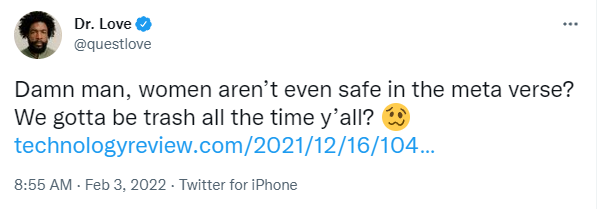 Dr. Love
@questlove
Damn man, women aren’t even safe in the meta verse?
We gotta be trash all the time y’all? 🥴
technologyreview.com/2021/12/16/104…
8:55 AM · Feb 3, 2022 · Twitter for iPhone